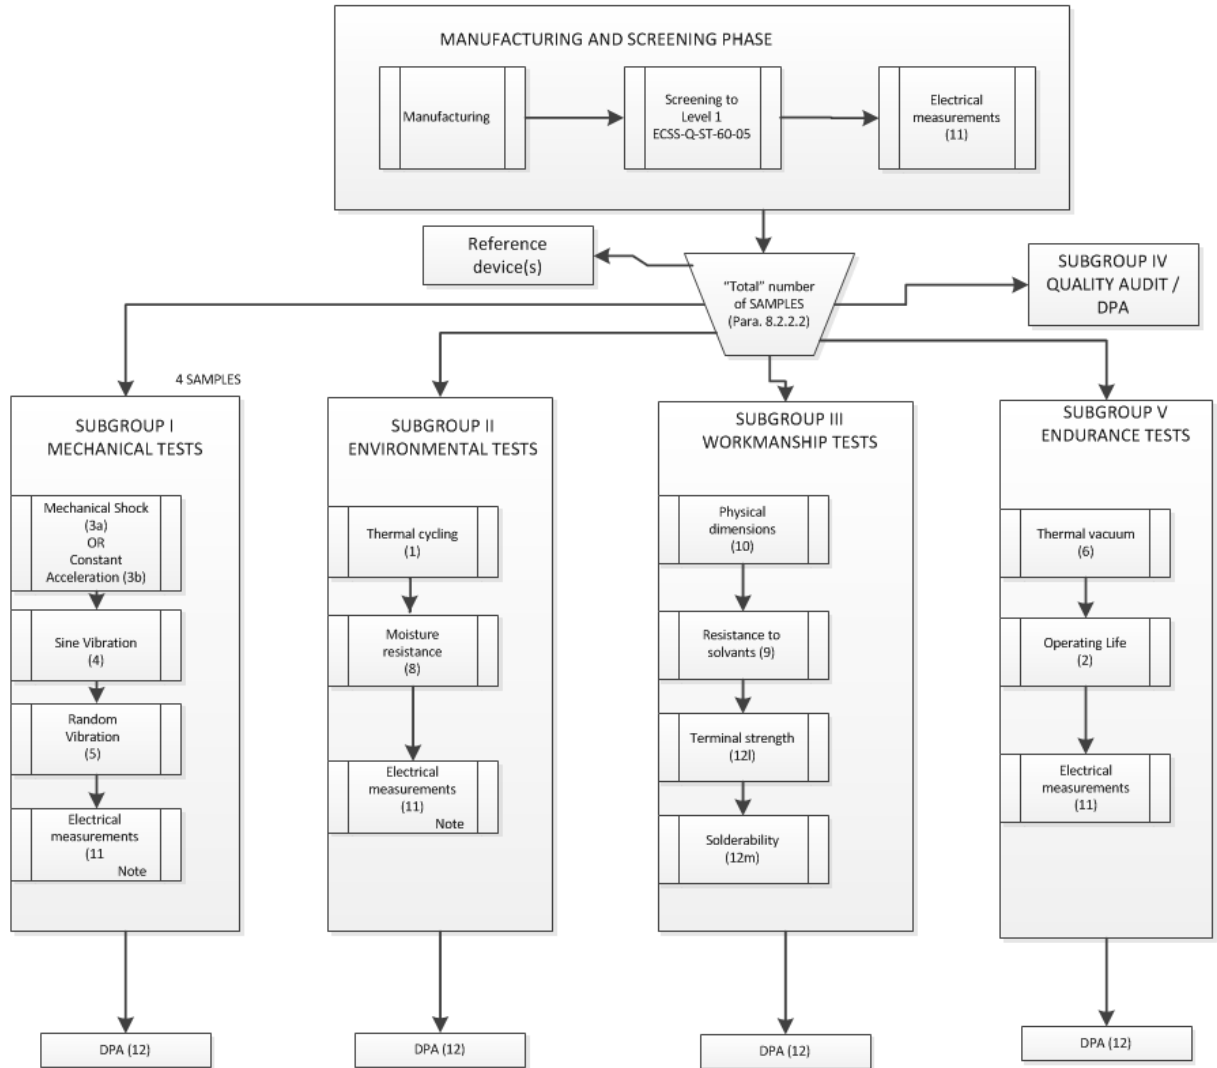 MANUFACTURING AND SCREENING PHASE
Manufacturing
Screening to
Level 1
ECSS-Q-ST-60-05
Electrical
measurements
(11)
Reference
device(s)
"Total" number
of SAMPLES
(Para. 8.2.2.2)
SUBGROUP IV
QUALITY AUDIT /
DPA
4 SAMPLES
SUBGROUP I
MECHANICAL TESTS
Mechanical Shock
(3a)
OR
Constant
Acceleration (3b)
Sine Vibration
(4)
Random
Vibration
(5)
Electrical
measurements
(11
Note
DPA (12)
SUBGROUP II
ENVIRONMENTAL TESTS
Thermal cycling
(1)
Moisture
resistance
(8)
Electrical
measurements
(11)
Note
DPA (12)
SUBGROUP III
WORKMANSHIP TESTS
Physical
dimensions
(10)
Resistance to
solvants (9)
Terminal strength
(12l)
Solderability
(12m)
DPA (12)
SUBGROUP V
ENDURANCE TESTS
Thermal vacuum
(6)
Operating Life
(2)
Electrical
measurements
(11)
DPA (12)